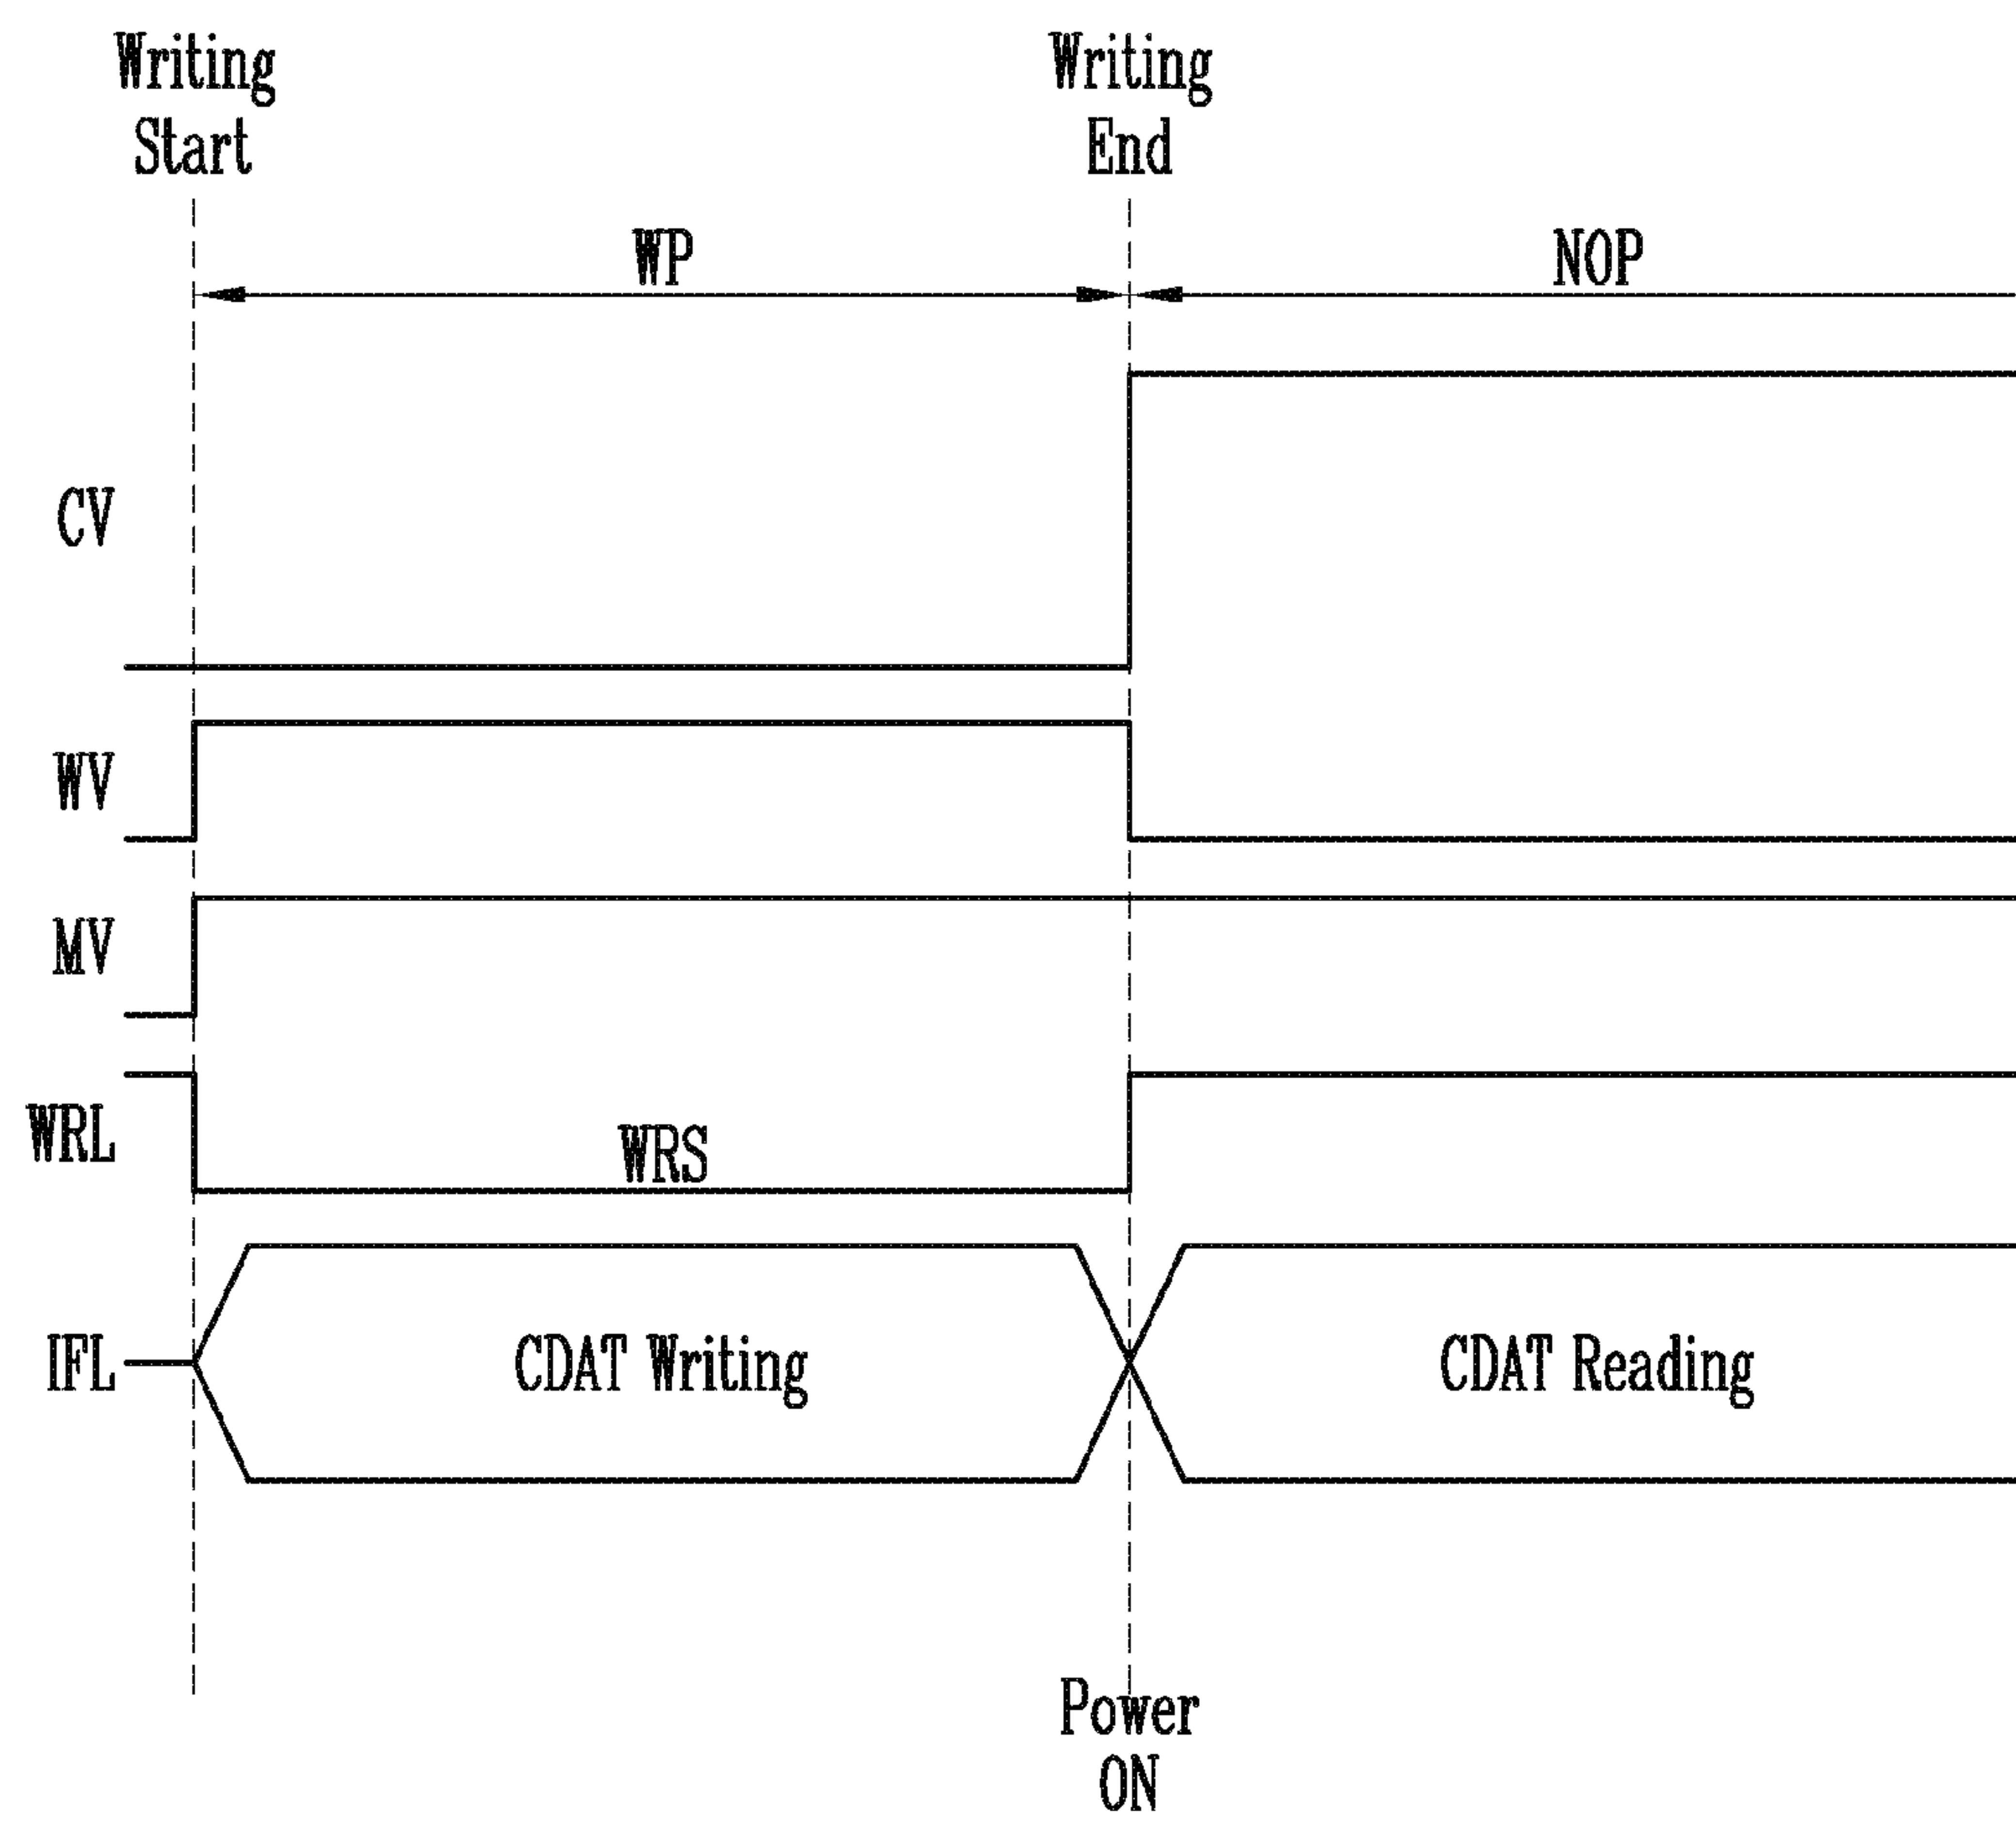 Writing
Start
Writing
End
WP
NOP
CV
WV
MV
WRL
WRS
IFL
CDAT Writing
CDAT Reading
Power
ON